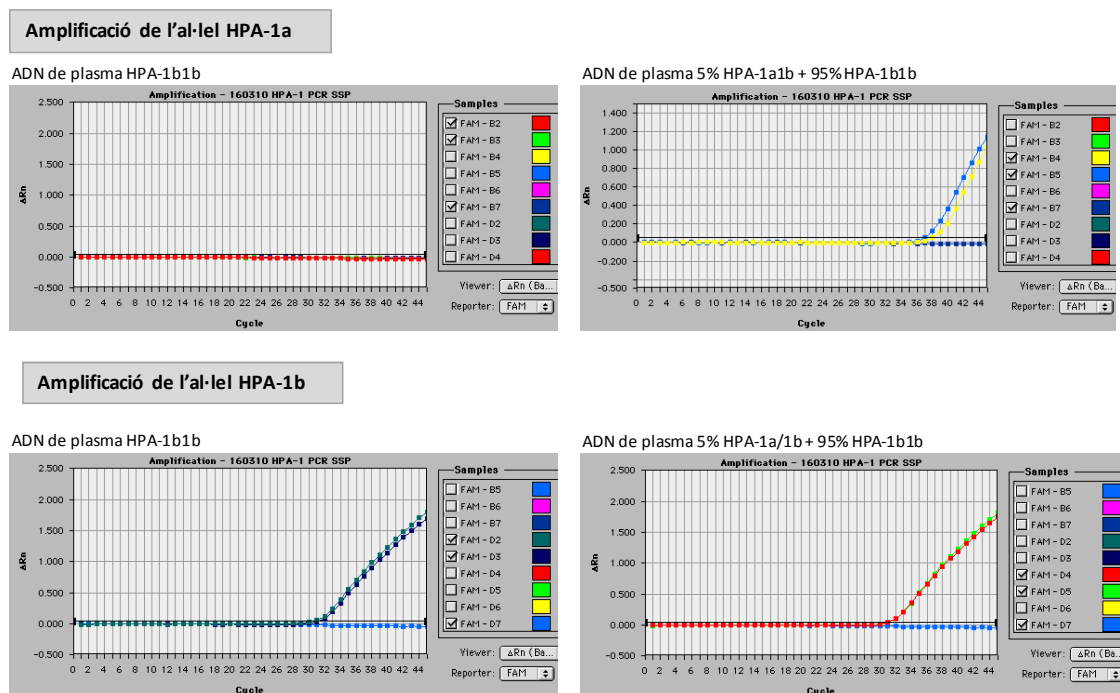 Amplificació de l'al·lel HPA-1a
ADN de plasma HPA-1b1b
Amplification - 160310 HPA-1 PCR SSP
2.500
2.000
1.500
1.000
0.500
0.000
-0.500
ΔRn
0 2 4 6 8 10 12 14 16 18 20 22 24 26 28 30 32 34 36 38 40 42 44
Cycle
Samples
FAM - B2
FAM - B3
FAM - B4
FAM - B5
FAM - B6
FAM - B7
FAM - D2
FAM - D3
FAM - D4
Viewer: ΔRn (Ba...
Reporter: FAM
ADN de plasma 5% HPA-1a1b + 95% HPA-1b1b
Amplification - 160310 HPA-1 PCR SSP
1.400
1.200
1.000
0.800
0.600
0.400
0.200
0.000
-0.200
-0.500
ΔRn
0 2 4 6 8 10 12 14 16 18 20 22 24 26 28 30 32 34 36 38 40 42 44
Cycle
Samples
FAM - B2
FAM - B3
FAM - B4
FAM - B5
FAM - B6
FAM - B7
FAM - D2
FAM - D3
FAM - D4
Viewer: ΔRn (Ba...
Reporter: FAM
Amplificació de l'al·lel HPA-1b
ADN de plasma HPA-1b1b
Amplification - 160310 HPA-1 PCR SSP
2.500
2.000
1.500
1.000
0.500
0.000
-0.500
ΔRn
0 2 4 6 8 10 12 14 16 18 20 22 24 26 28 30 32 34 36 38 40 42 44
Cycle
Samples
FAM - B5
FAM - B6
FAM - B7
FAM - D2
FAM - D3
FAM - D4
FAM - D5
FAM - D6
FAM - D7
Viewer: ΔRn (Ba...
Reporter: FAM
ADN de plasma 5% HPA-1a/1b + 95% HPA-1b1b
Amplification - 160310 HPA-1 PCR SSP
2.500
2.000
1.500
1.000
0.500
0.000
-0.500
ΔRn
0 2 4 6 8 10 12 14 16 18 20 22 24 26 28 30 32 34 36 38 40 42 44
Cycle
Samples
FAM - B5
FAM - B6
FAM - B7
FAM - D2
FAM - D3
FAM - D4
FAM - D5
FAM - D6
FAM - D7
Viewer: ΔRn (Ba...
Reporter: FAM